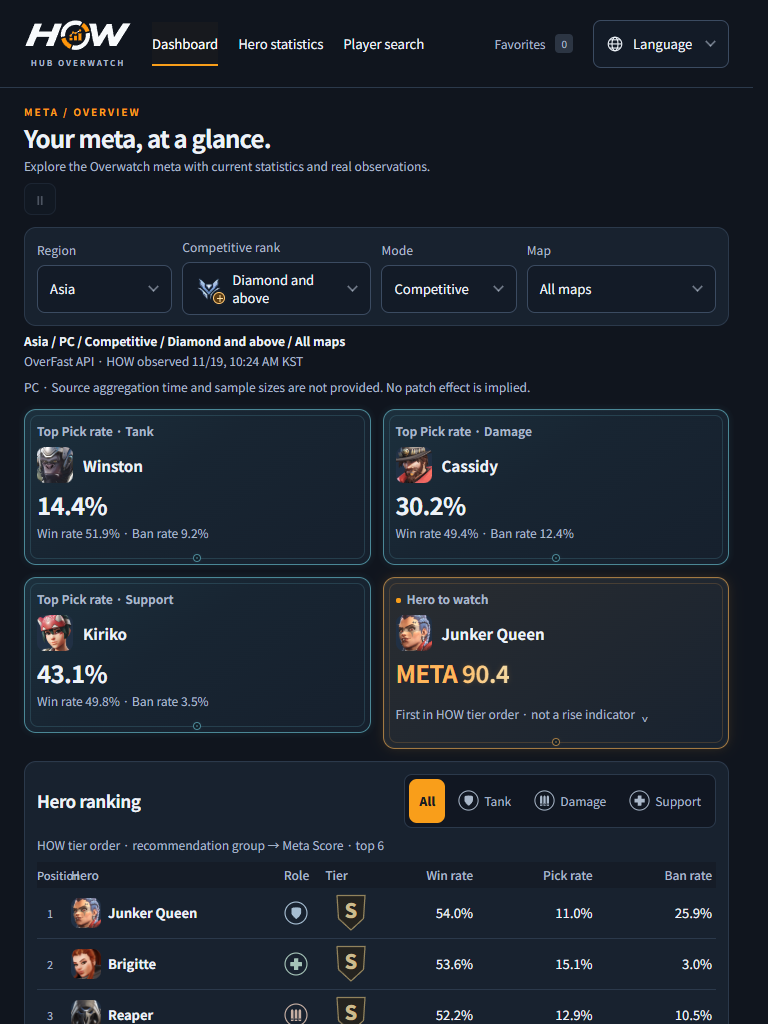 HOW
HUB OVERWATCH
Dashboard
Hero statistics
Player search
Favorites 0
Language
META / OVERVIEW
Your meta, at a glance.
Explore the Overwatch meta with current statistics and real observations.
Region
Competitive rank
Mode
Map
Asia
Diamond and
above
Competitive
All maps
Asia / PC / Competitive / Diamond and above / All maps
OverFast API · HOW observed 11/19, 10:24 AM KST
PC · Source aggregation time and sample sizes are not provided. No patch effect is implied.
Top Pick rate · Tank
Winston
14.4%
Win rate 51.9% · Ban rate 9.2%
Top Pick rate · Damage
Cassidy
30.2%
Win rate 49.4% · Ban rate 12.4%
Top Pick rate · Support
Kiriko
43.1%
Win rate 49.8% · Ban rate 3.5%
Hero to watch
Junker Queen
META 90.4
First in HOW tier order · not a rise indicator
Hero ranking
All
Tank
Damage
Support
HOW tier order · recommendation group → Meta Score · top 6
Position Hero Role Tier Win rate Pick rate Ban rate
1 Junker Queen S 54.0% 11.0% 25.9%
2 Brigitte S 53.6% 15.1% 3.0%
3 Reaper S 52.2% 12.9% 10.5%